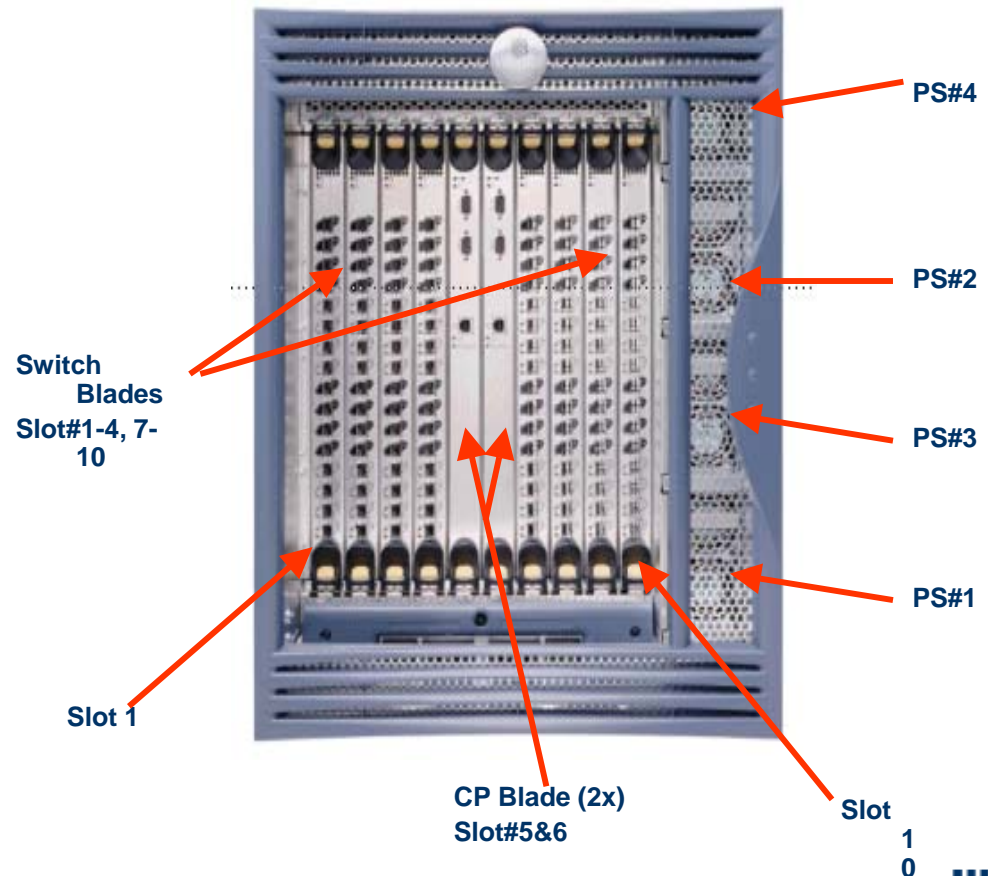 PS#4
PS#2
Switch
Blades
Slot#1-4, 7-
10
PS#3
PS#1
Slot 1
CP Blade (2x)
Slot#5&6
Slot
1
0